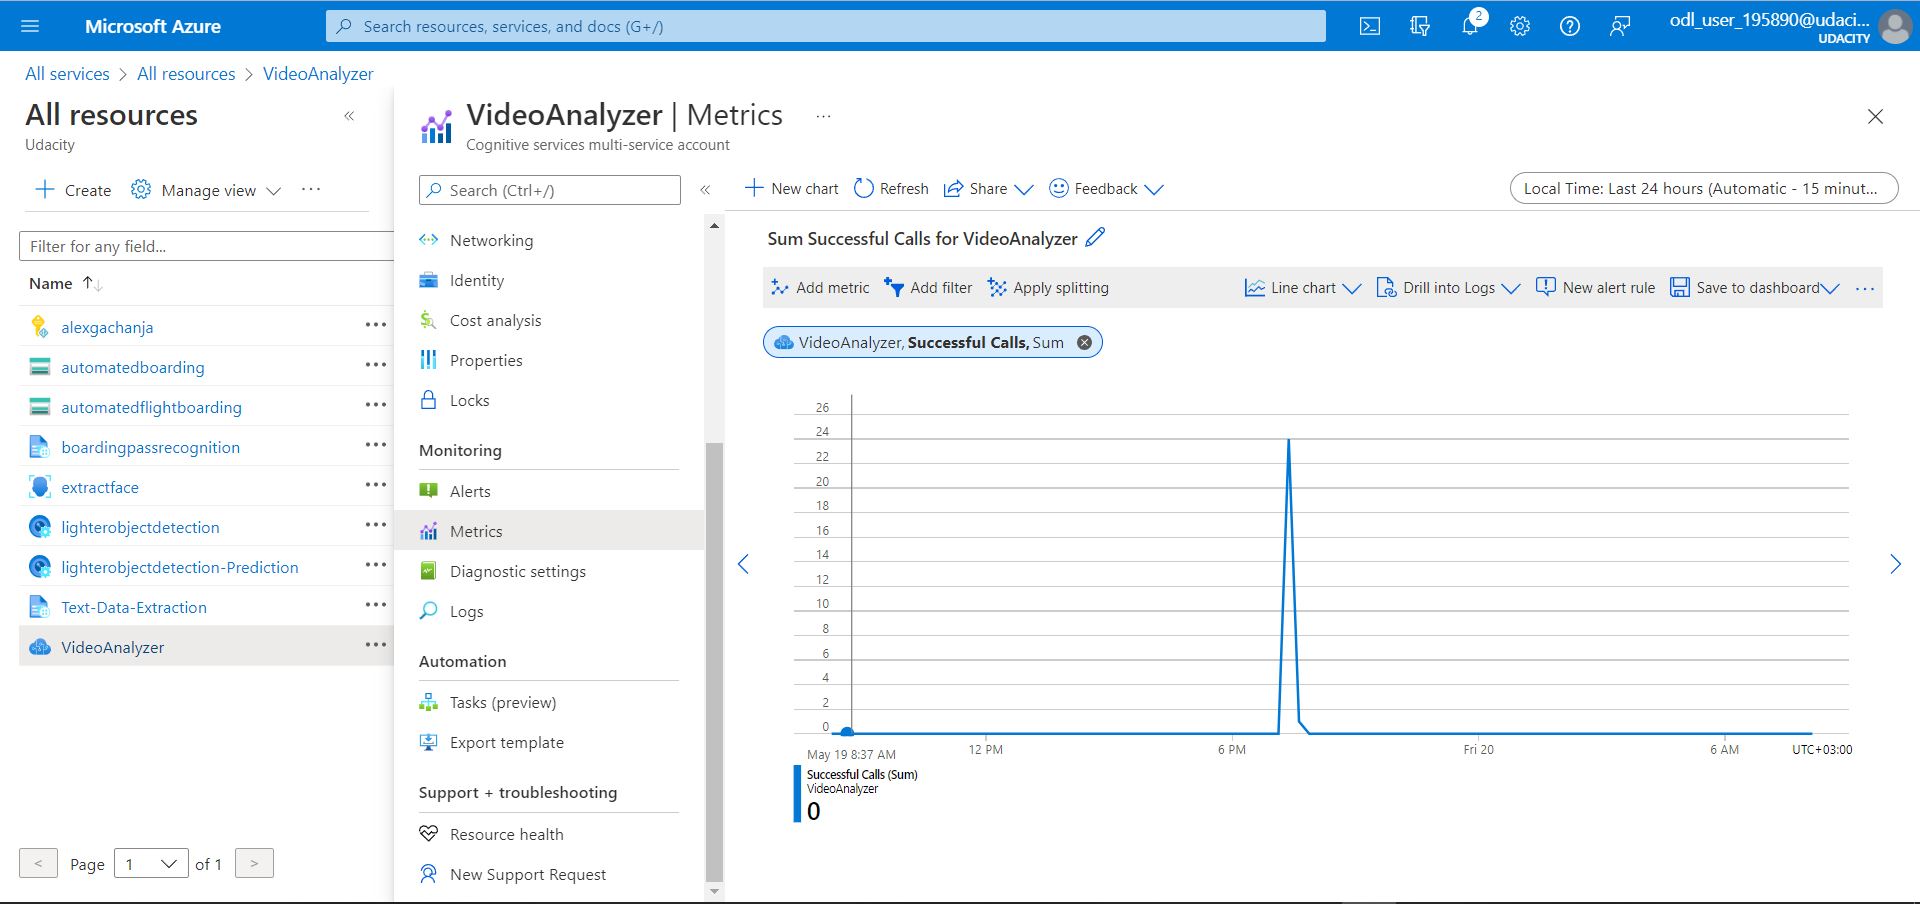 Microsoft Azure
Search resources, services, and docs (G+/)
2
odl_user_195890@udaci...
UDACITY
All services > All resources > VideoAnalyzer
All resources
«
Udacity
Create
Manage view
...
Filter for any field...
Name ↑↓
alexgachanja
automatedboarding
automatedflightboarding
boardingpassrecognition
extractface
lighterobjectdetection
lighterobjectdetection-Prediction
Text-Data-Extraction
VideoAnalyzer
< Page 1 of 1 >
VideoAnalyzer | Metrics
...
Cognitive services multi-service account
Search (Ctrl+/)
«
Networking
Identity
Cost analysis
Properties
Locks
Monitoring
Alerts
Metrics
Diagnostic settings
Logs
Automation
Tasks (preview)
Export template
Support + troubleshooting
Resource health
New Support Request
New chart
Refresh
Share
Feedback
Local Time: Last 24 hours (Automatic - 15 minut...
Sum Successful Calls for VideoAnalyzer
Add metric
Add filter
Apply splitting
Line chart
Drill into Logs
New alert rule
Save to dashboard
...
VideoAnalyzer, Successful Calls, Sum
26
24
22
20
18
16
14
12
10
8
6
4
2
0
May 19 8:37 AM
12 PM
6 PM
Fri 20
6 AM
UTC+03:00
Successful Calls (Sum)
VideoAnalyzer
0